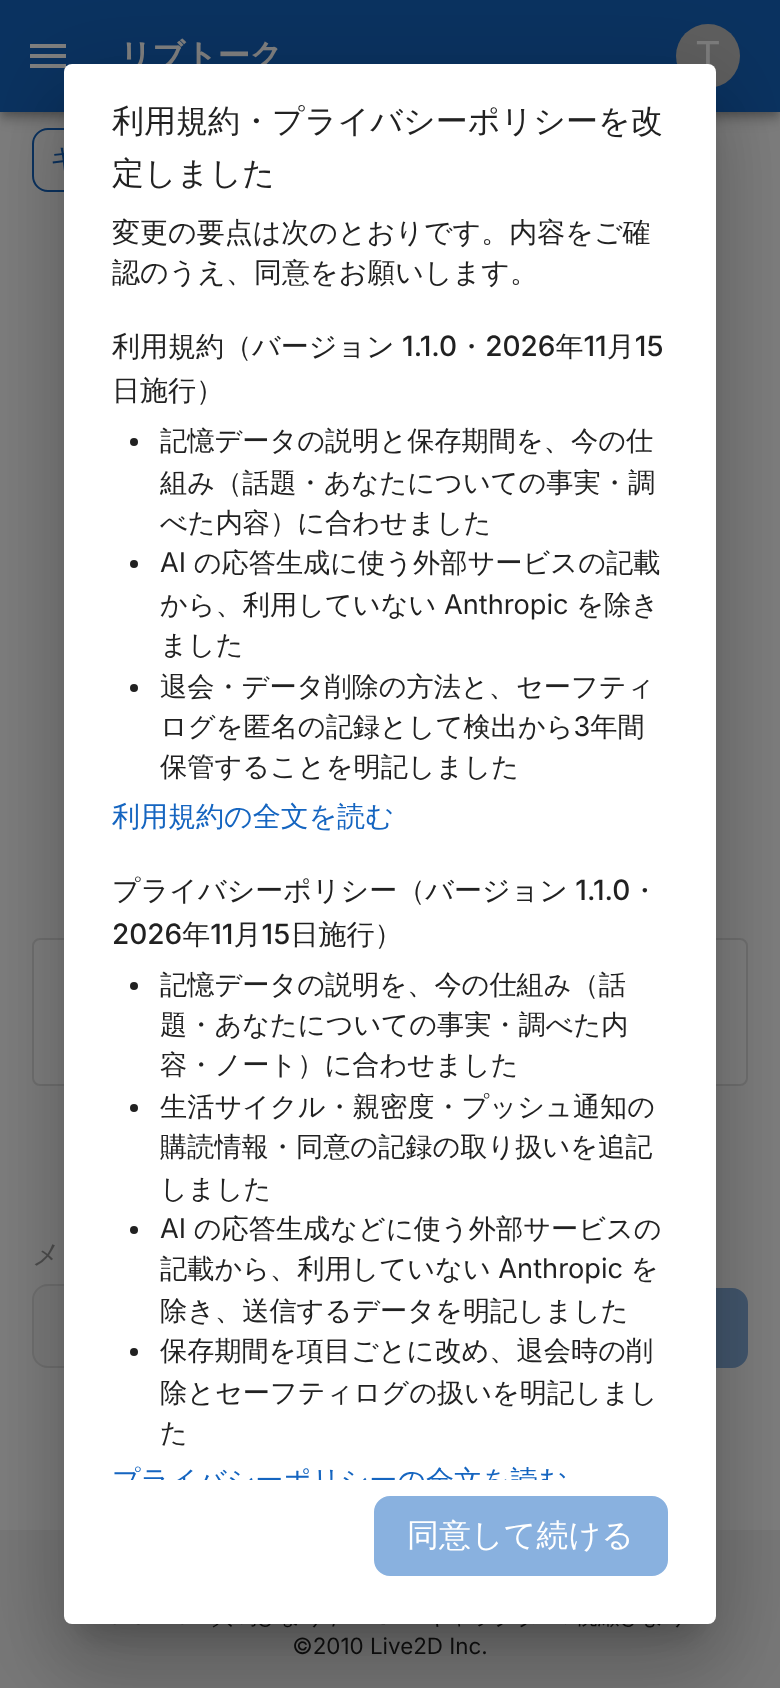 リブトーク
T
利用規約・プライバシーポリシーを改
定しました
変更の要点は次のとおりです。内容をご確
認のうえ、同意をお願いします。
利用規約（バージョン 1.1.0・2026年11月15
日施行）
• 記憶データの説明と保存期間を、今の仕
組み（話題・あなたについての事実・調
べた内容）に合わせました
• AI の応答生成に使う外部サービスの記載
から、利用していない Anthropic を除き
ました
• 退会・データ削除の方法と、セーフティ
ログを匿名の記録として検出から3年間
保管することを明記しました
利用規約の全文を読む
プライバシーポリシー（バージョン 1.1.0・
2026年11月15日施行）
• 記憶データの説明を、今の仕組み（話
題・あなたについての事実・調べた内
容・ノート）に合わせました
• 生活サイクル・親密度・プッシュ通知の
購読情報・同意の記録の取り扱いを追記
しました
• AI の応答生成などに使う外部サービスの
記載から、利用していない Anthropic を
除き、送信するデータを明記しました
• 保存期間を項目ごとに改め、退会時の削
除とセーフティログの扱いを明記しまし
た
プライバシーポリシーの全文を読む
メ
同意して続ける
©2010 Live2D Inc.